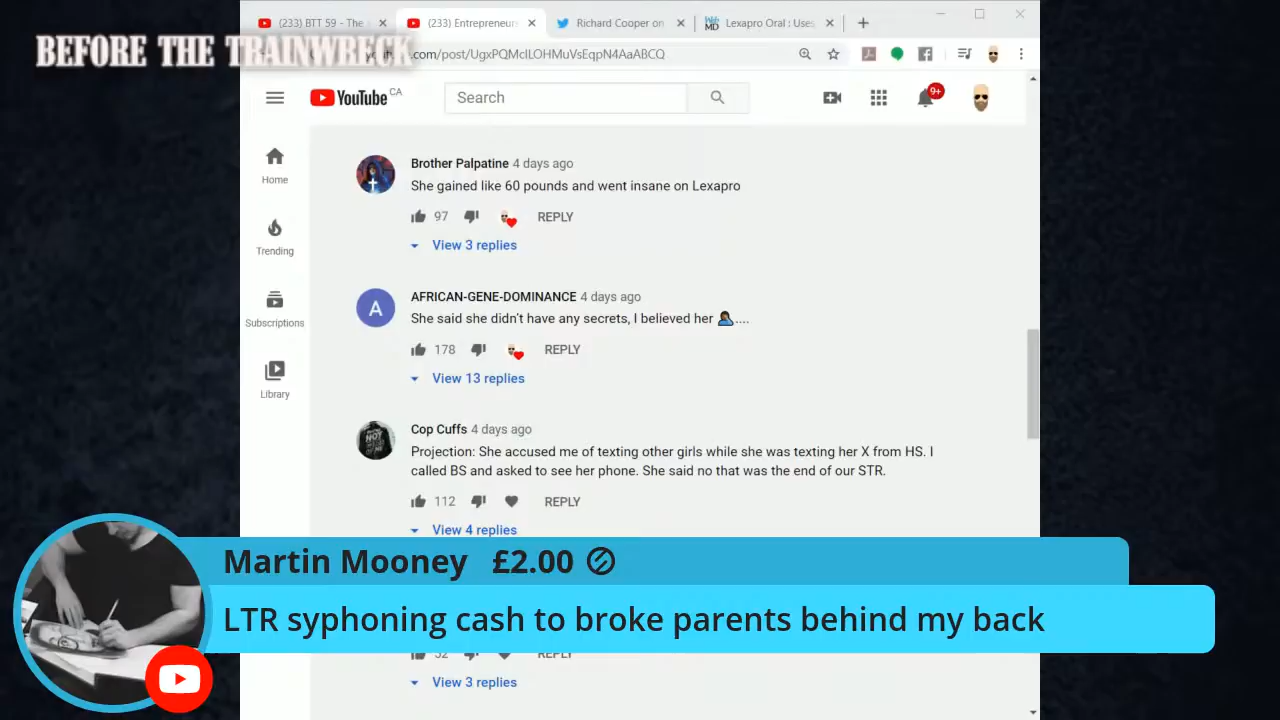 (233) BTT 59 - The
(233) Entrepreneur
Richard Cooper on
Lexapro Oral : Uses
BEFORE THE TRAINWRECK
.com/post/UgxPQMclLOHMuVsEqpN4AaABCQ
YouTube CA
Search
9+
Home
Trending
Subscriptions
Library
Brother Palpatine 4 days ago
She gained like 60 pounds and went insane on Lexapro
97 REPLY
View 3 replies
A
AFRICAN-GENE-DOMINANCE 4 days ago
She said she didn't have any secrets, I believed her 🤦....
178 REPLY
View 13 replies
Cop Cuffs 4 days ago
Projection: She accused me of texting other girls while she was texting her X from HS. I
called BS and asked to see her phone. She said no that was the end of our STR.
112 REPLY
View 4 replies
Martin Mooney £2.00
LTR syphoning cash to broke parents behind my back
52 REPLY
View 3 replies